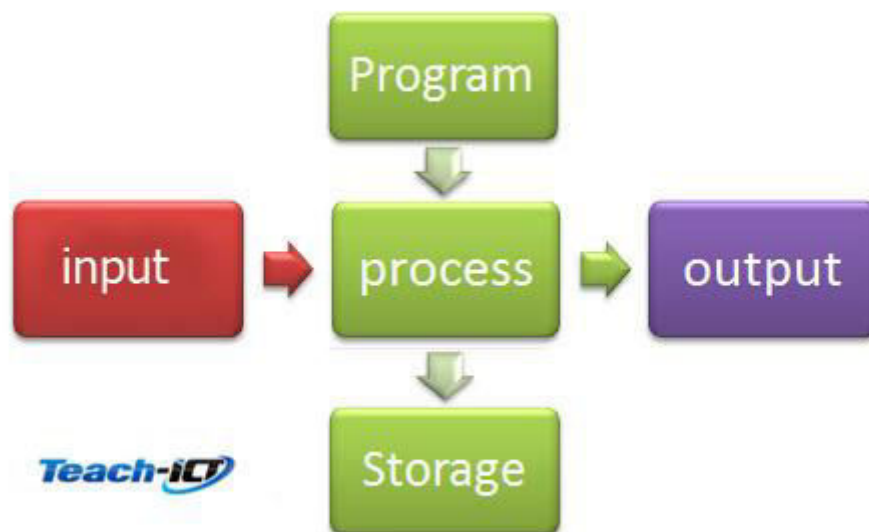 Program
input
process
output
Storage
Teach-iCT